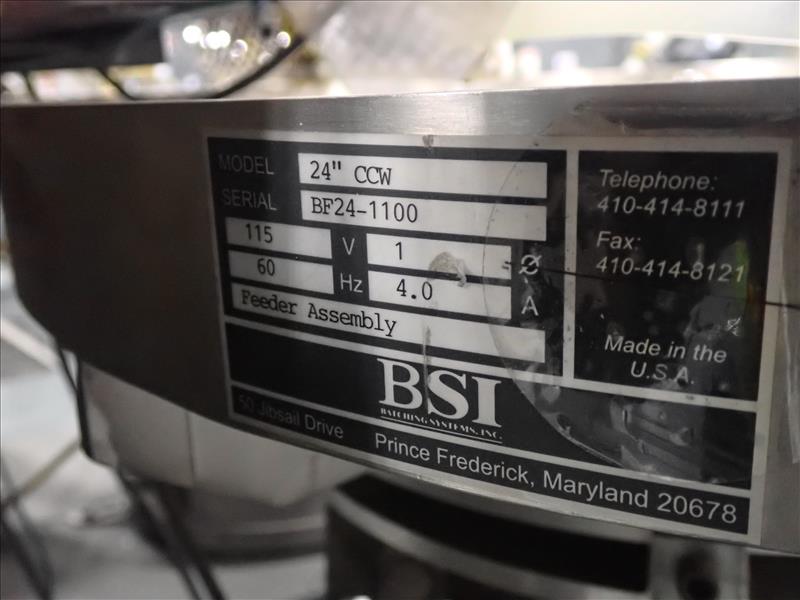 MODEL 24" CCW
SERIAL BF24-1100
115 V 1 Ø
60 Hz 4.0 A
Feeder Assembly
BSI
BATCHING SYSTEMS, INC.
50 Jibsail Drive Prince Frederick, Maryland 20678
Telephone:
410-414-8111
Fax:
410-414-8121
Made in the
U.S.A.